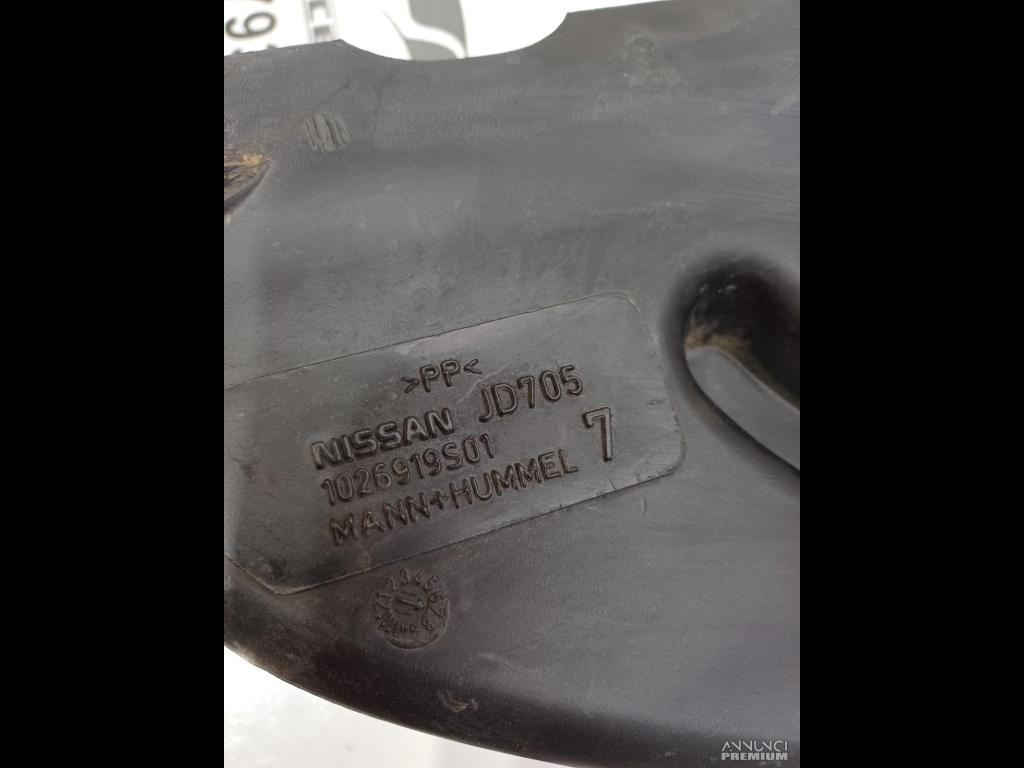 >PP<
NISSAN JD705
1026919S01 7
MANN+HUMMEL
ANNUNCI
PREMIUM